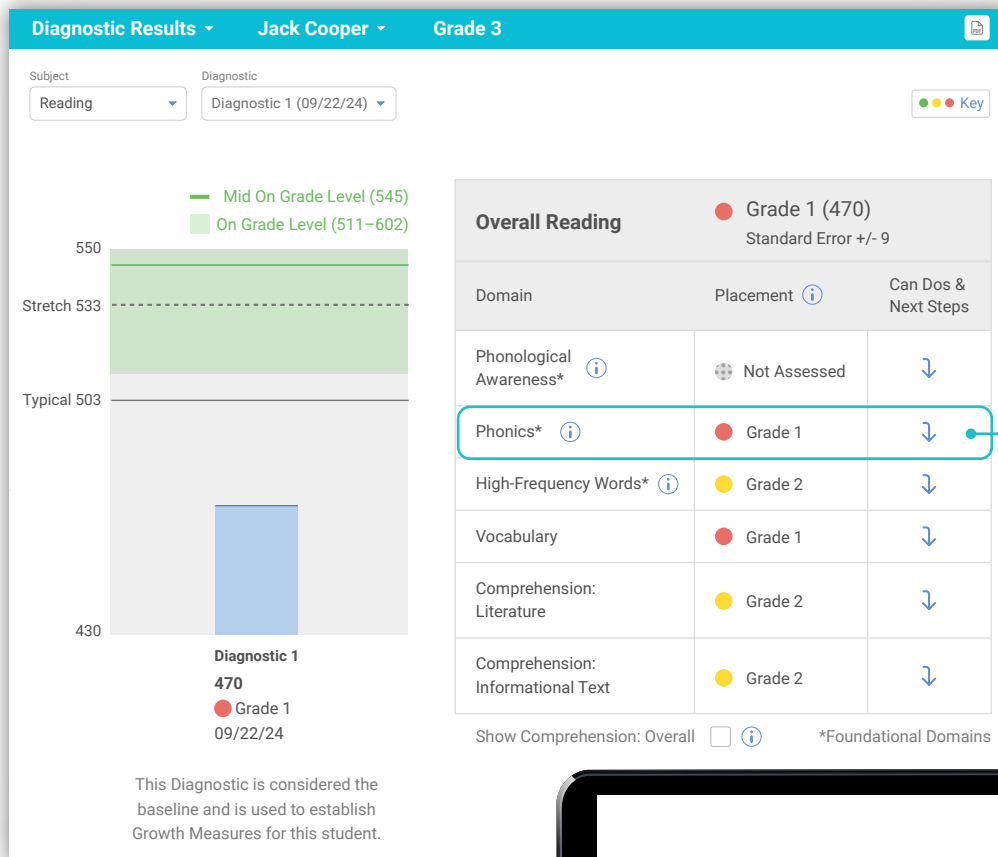 Diagnostic Results Jack Cooper Grade 3
PDF
Subject
Reading
Diagnostic
Diagnostic 1 (09/22/24)
Key
Mid On Grade Level (545)
On Grade Level (511–602)
550
Stretch 533
Typical 503
430
Diagnostic 1
470
Grade 1
09/22/24
This Diagnostic is considered the
baseline and is used to establish
Growth Measures for this student.
Overall Reading
Grade 1 (470)
Standard Error +/- 9
Domain
Placement
Can Dos &
Next Steps
Phonological
Awareness*
Not Assessed
Phonics* Grade 1
High-Frequency Words* Grade 2
Vocabulary Grade 1
Comprehension:
Literature
Grade 2
Comprehension:
Informational Text
Grade 2
Show Comprehension: Overall
*Foundational Domains